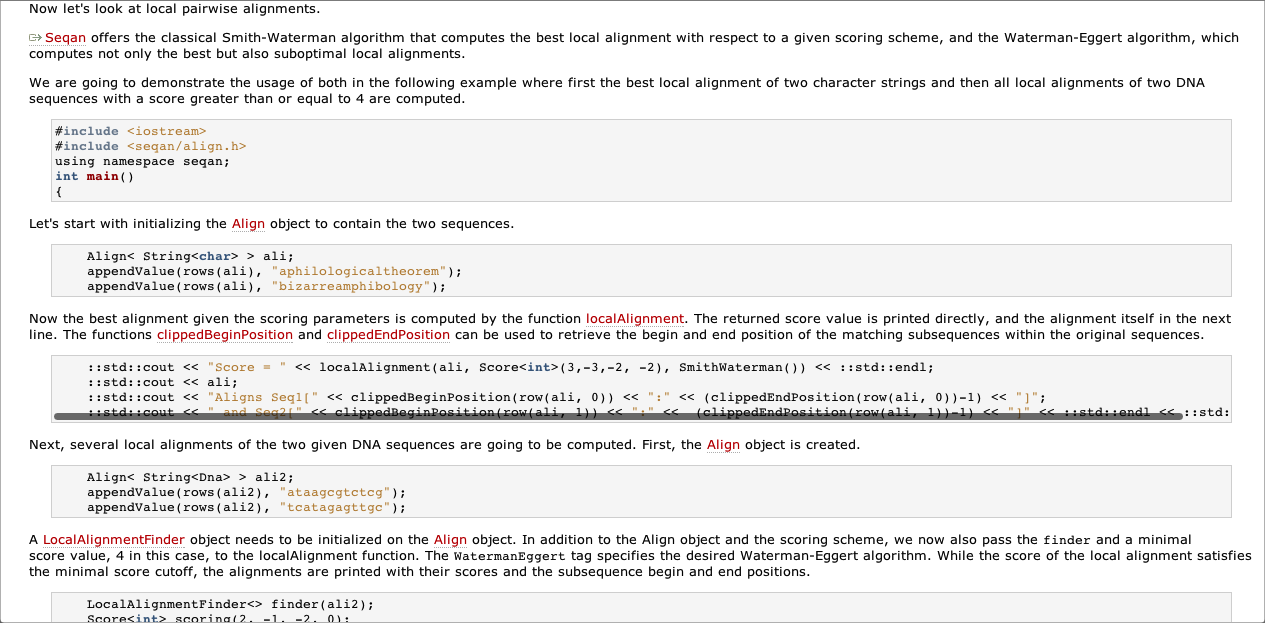 Now let's look at local pairwise alignments.
Seqan offers the classical Smith-Waterman algorithm that computes the best local alignment with respect to a given scoring scheme, and the Waterman-Eggert algorithm, which
computes not only the best but also suboptimal local alignments.
We are going to demonstrate the usage of both in the following example where first the best local alignment of two character strings and then all local alignments of two DNA
sequences with a score greater than or equal to 4 are computed.
#include <iostream>
#include <seqan/align.h>
using namespace seqan;
int main()
{
Let's start with initializing the Align object to contain the two sequences.
Align< String<char> > ali;
appendValue(rows(ali), "aphilologicaltheorem");
appendValue(rows(ali), "bizarreamphibology");
Now the best alignment given the scoring parameters is computed by the function localAlignment. The returned score value is printed directly, and the alignment itself in the next
line. The functions clippedBeginPosition and clippedEndPosition can be used to retrieve the begin and end position of the matching subsequences within the original sequences.
::std::cout << "Score = " << localAlignment(ali, Score<int>(3,-3,-2, -2), SmithWaterman()) << ::std::endl;
::std::cout << ali;
::std::cout << "Aligns Seq1[" << clippedBeginPosition(row(ali, 0)) << ":" << (clippedEndPosition(row(ali, 0))-1) << "]";
::std::cout << " and Seq2[" << clippedBeginPosition(row(ali, 1)) << ":" <<  (clippedEndPosition(row(ali, 1))-1) << "]" << ::std::endl << ::std:
Next, several local alignments of the two given DNA sequences are going to be computed. First, the Align object is created.
Align< String<Dna> > ali2;
appendValue(rows(ali2), "ataagcgtctcg");
appendValue(rows(ali2), "tcatagagttgc");
A LocalAlignmentFinder object needs to be initialized on the Align object. In addition to the Align object and the scoring scheme, we now also pass the finder and a minimal
score value, 4 in this case, to the localAlignment function. The WatermanEggert tag specifies the desired Waterman-Eggert algorithm. While the score of the local alignment satisfies
the minimal score cutoff, the alignments are printed with their scores and the subsequence begin and end positions.
LocalAlignmentFinder<> finder(ali2);
Score<int> scoring(2, -1, -2, 0);